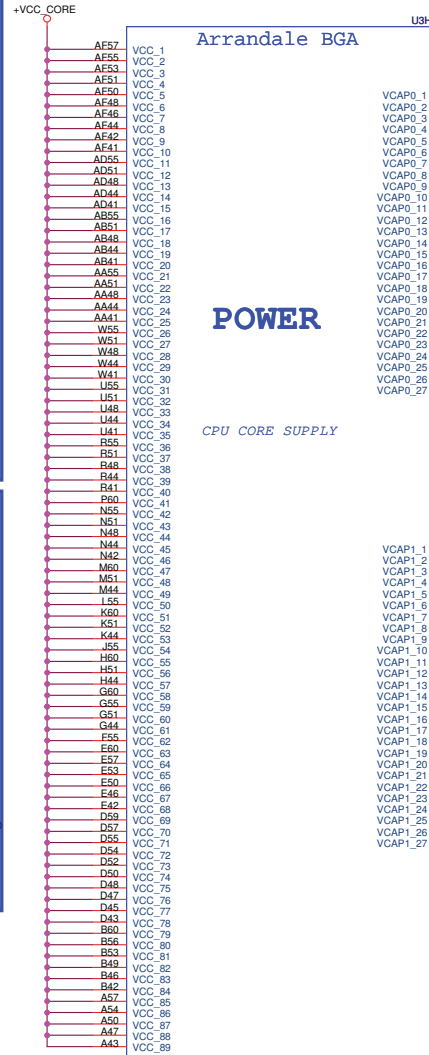 +VCC_CORE
U3H
Arrandale BGA
AF57 VCC_1
AF55 VCC_2
AF53 VCC_3
AF51 VCC_4
AF50 VCC_5 VCAP0_1
AF48 VCC_6 VCAP0_2
AF46 VCC_7 VCAP0_3
AF44 VCC_8 VCAP0_4
AF42 VCC_9 VCAP0_5
AF41 VCC_10 VCAP0_6
AD55 VCC_11 VCAP0_7
AD51 VCC_12 VCAP0_8
AD48 VCC_13 VCAP0_9
AD44 VCC_14 VCAP0_10
AD41 VCC_15 VCAP0_11
AB55 VCC_16 VCAP0_12
AB51 VCC_17 VCAP0_13
AB48 VCC_18 VCAP0_14
AB44 VCC_19 VCAP0_15
AB41 VCC_20 VCAP0_16
AA55 VCC_21 VCAP0_17
AA51 VCC_22 VCAP0_18
AA48 VCC_23 VCAP0_19
AA44 VCC_24 VCAP0_20
AA41 VCC_25 POWER VCAP0_21
W55 VCC_26 VCAP0_22
W51 VCC_27 VCAP0_23
W48 VCC_28 VCAP0_24
W44 VCC_29 VCAP0_25
W41 VCC_30 VCAP0_26
U55 VCC_31 VCAP0_27
U51 VCC_32
U48 VCC_33
U44 VCC_34
U41 VCC_35 CPU CORE SUPPLY
R55 VCC_36
R51 VCC_37
R48 VCC_38
R44 VCC_39
R41 VCC_40
P60 VCC_41
N55 VCC_42
N51 VCC_43
N48 VCC_44
N44 VCC_45 VCAP1_1
N42 VCC_46 VCAP1_2
M60 VCC_47 VCAP1_3
M51 VCC_48 VCAP1_4
M44 VCC_49 VCAP1_5
L55 VCC_50 VCAP1_6
K60 VCC_51 VCAP1_7
K51 VCC_52 VCAP1_8
K44 VCC_53 VCAP1_9
J55 VCC_54 VCAP1_10
H60 VCC_55 VCAP1_11
H51 VCC_56 VCAP1_12
H44 VCC_57 VCAP1_13
G60 VCC_58 VCAP1_14
G55 VCC_59 VCAP1_15
G51 VCC_60 VCAP1_16
G44 VCC_61 VCAP1_17
F55 VCC_62 VCAP1_18
E60 VCC_63 VCAP1_19
E57 VCC_64 VCAP1_20
E53 VCC_65 VCAP1_21
E50 VCC_66 VCAP1_22
E46 VCC_67 VCAP1_23
E42 VCC_68 VCAP1_24
D59 VCC_69 VCAP1_25
D57 VCC_70 VCAP1_26
D55 VCC_71 VCAP1_27
D54 VCC_72
D52 VCC_73
D50 VCC_74
D48 VCC_75
D47 VCC_76
D45 VCC_77
D43 VCC_78
B60 VCC_79
B56 VCC_80
B53 VCC_81
B49 VCC_82
B46 VCC_83
B42 VCC_84
A57 VCC_85
A54 VCC_86
A50 VCC_87
A47 VCC_88
A43 VCC_89